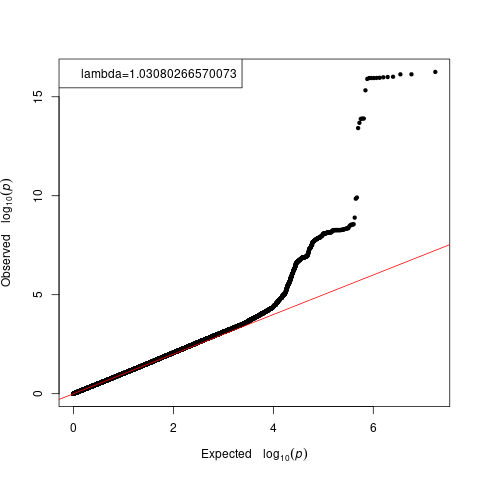 lambda=1.03080266570073
15
10
5
0
Observed log10(p)
0 2 4 6
Expected log10(p)